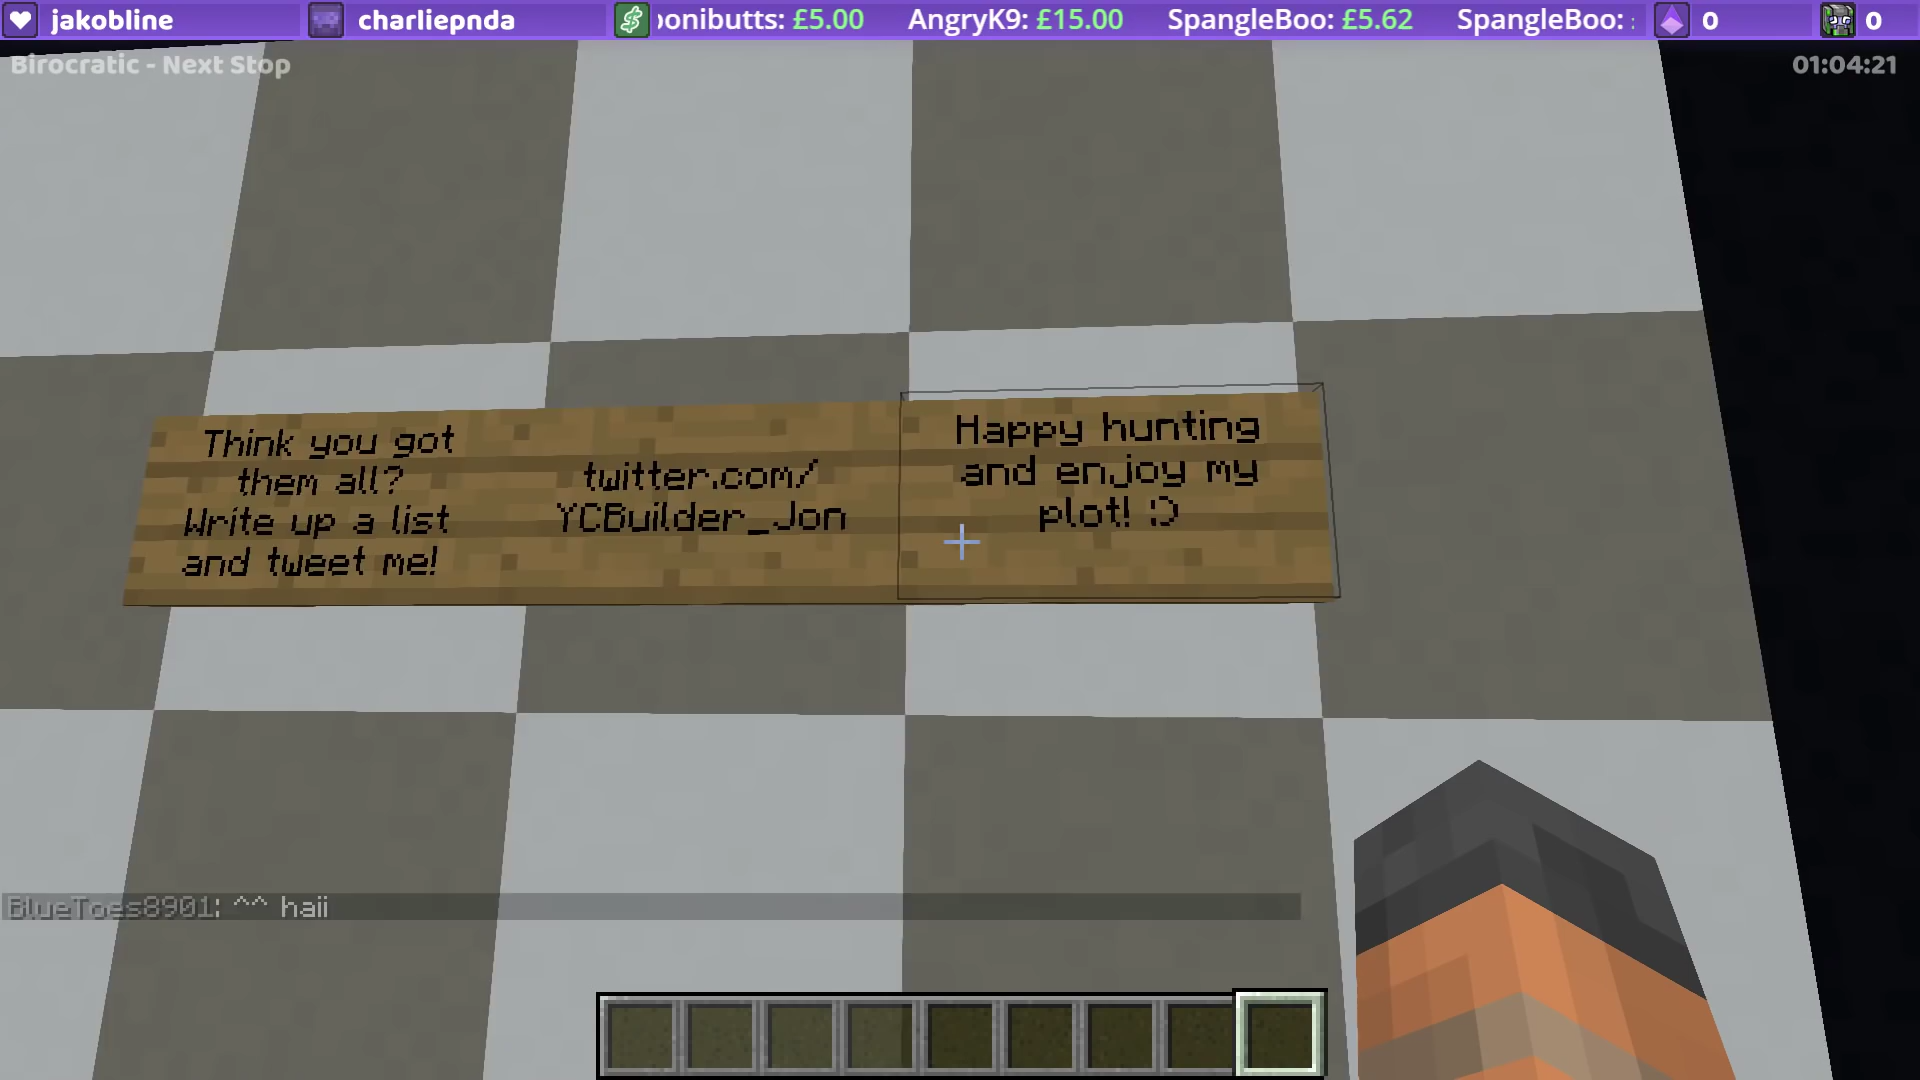 jakobline
charliepnda
onibutts: £5.00 AngryK9: £15.00 SpangleBoo: £5.62 SpangleBoo:
0
0
Birocratic - Next Stop
01:04:21
Think you got
them all?
Write up a list
and tweet me!
twitter.com/
YCBuilder_Jon
Happy hunting
and enjoy my
plot! :D
BlueToes8901: ^^ haii